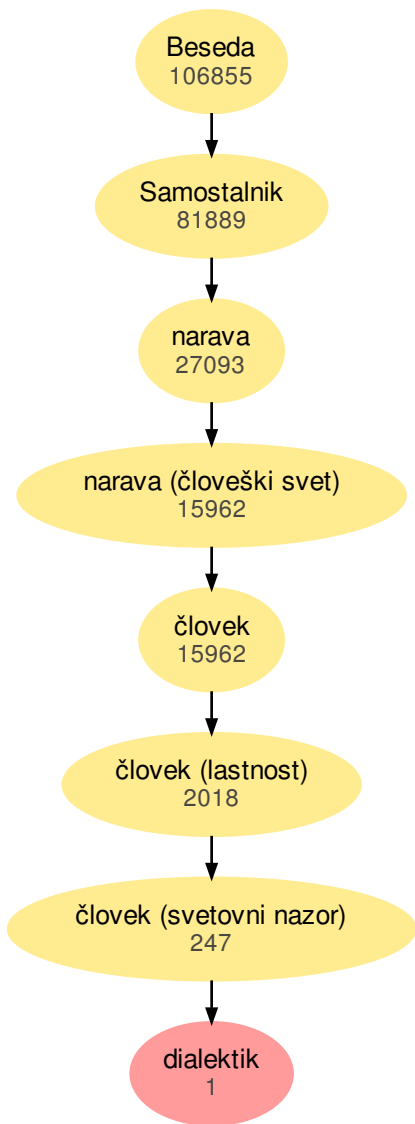 Beseda
106855
Samostalnik
81889
narava
27093
narava (človeški svet)
15962
človek
15962
človek (lastnost)
2018
človek (svetovni nazor)
247
dialektik
1